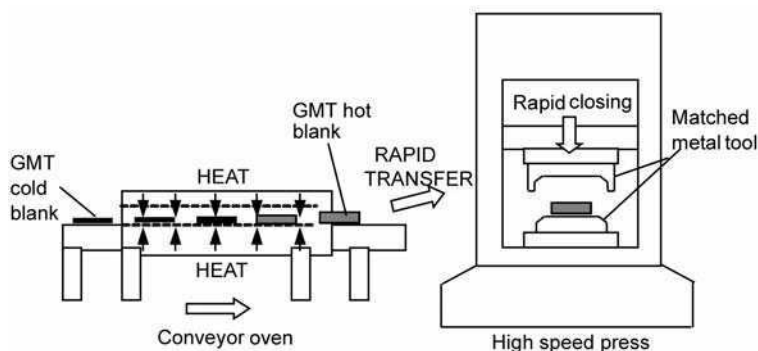 GMT
cold
blank
HEAT
HEAT
GMT hot
blank
RAPID
TRANSFER
Conveyor oven
Rapid closing
Matched
metal tool
High speed press